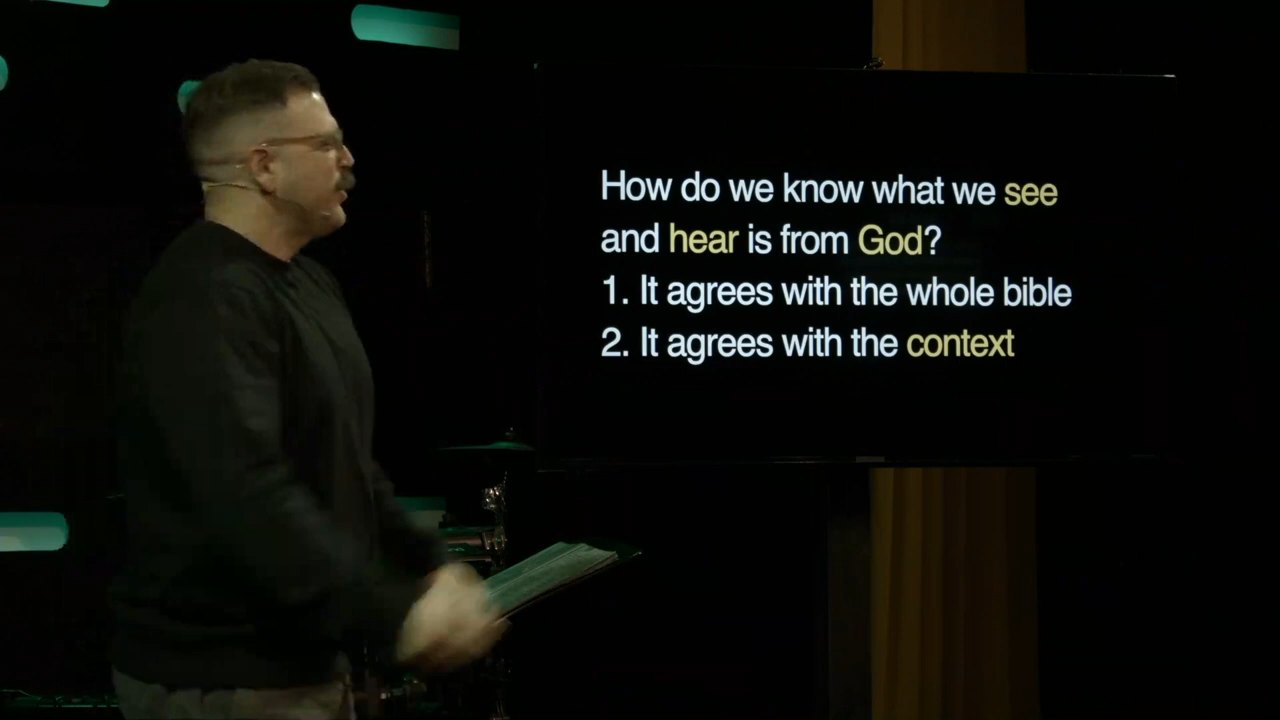 How do we know what we see
and hear is from God?
1. It agrees with the whole bible
2. It agrees with the context